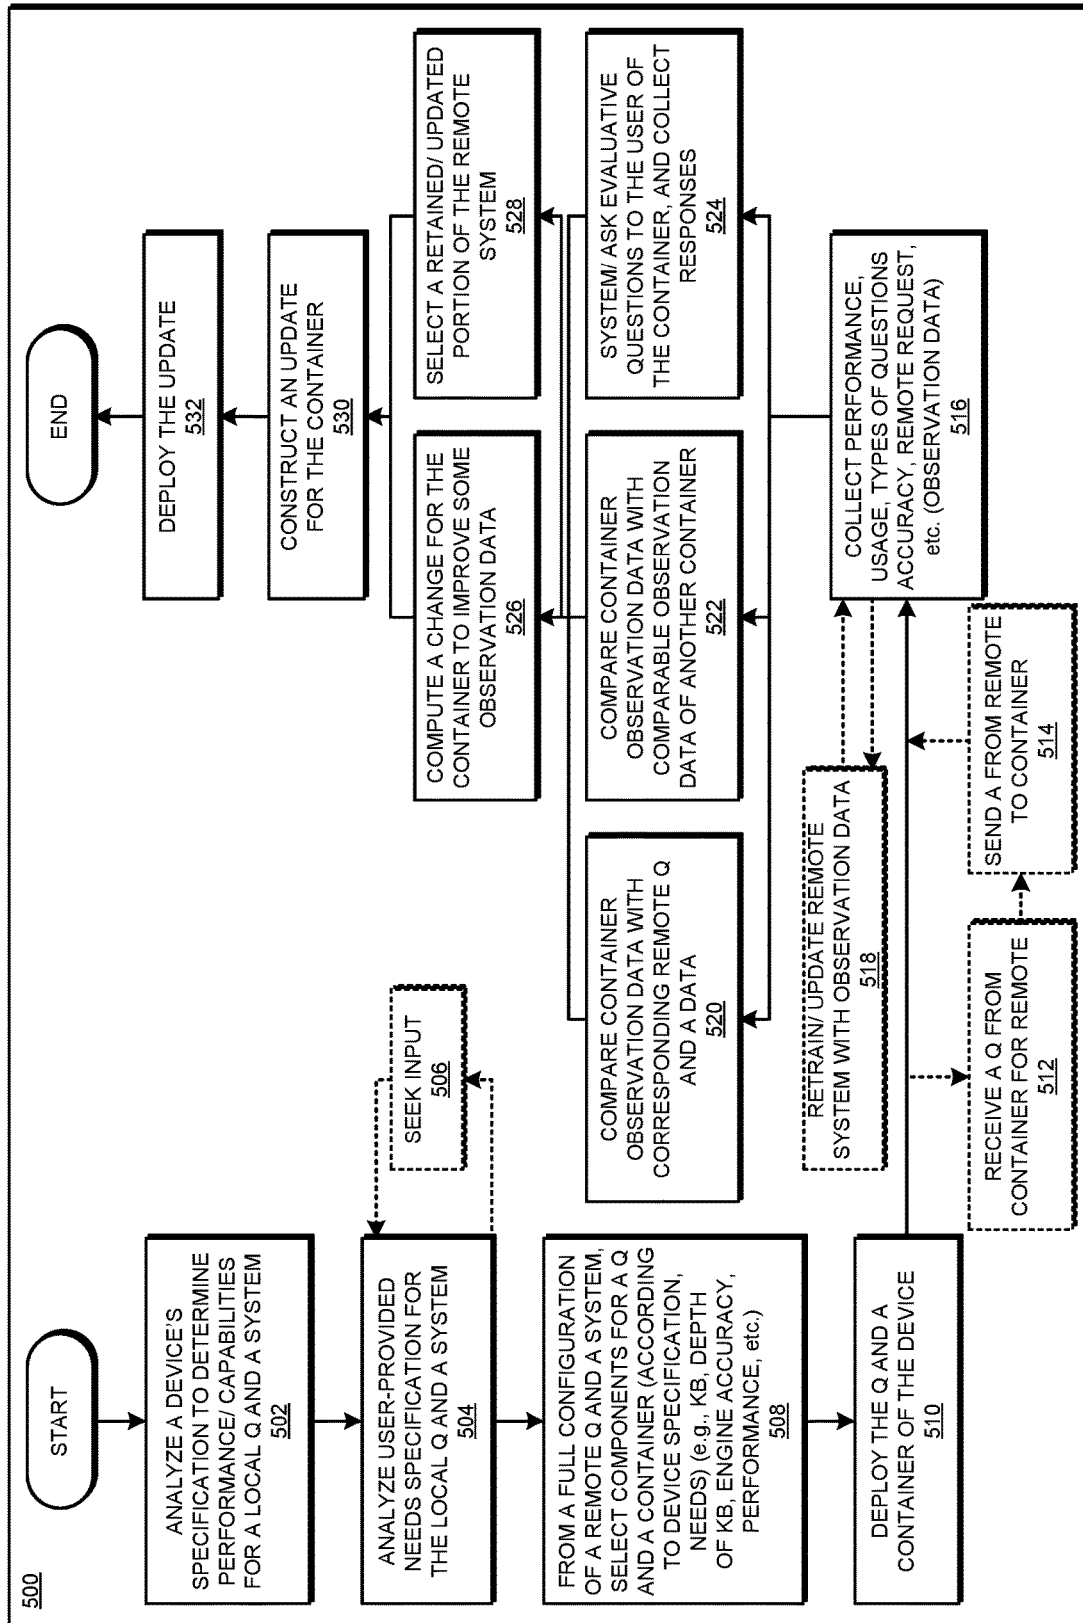 500
START
ANALYZE A DEVICE'S
SPECIFICATION TO DETERMINE
PERFORMANCE/ CAPABILITIES
FOR A LOCAL Q AND A SYSTEM
502
ANALYZE USER-PROVIDED
NEEDS SPECIFICATION FOR
THE LOCAL Q AND A SYSTEM
504
SEEK INPUT
506
FROM A FULL CONFIGURATION
OF A REMOTE Q AND A SYSTEM,
SELECT COMPONENTS FOR A Q
AND A CONTAINER (ACCORDING
TO DEVICE SPECIFICATION,
NEEDS) (e.g., KB, DEPTH
OF KB, ENGINE ACCURACY,
PERFORMANCE, etc.)
508
DEPLOY THE Q AND A
CONTAINER OF THE DEVICE
510
RECEIVE A Q FROM
CONTAINER FOR REMOTE
512
SEND A FROM REMOTE
TO CONTAINER
514
COLLECT PERFORMANCE,
USAGE, TYPES OF QUESTIONS
ACCURACY, REMOTE REQUEST,
etc. (OBSERVATION DATA)
516
RETRAIN/ UPDATE REMOTE
SYSTEM WITH OBSERVATION DATA
518
COMPARE CONTAINER
OBSERVATION DATA WITH
CORRESPONDING REMOTE Q
AND A DATA
520
COMPARE CONTAINER
OBSERVATION DATA WITH
COMPARABLE OBSERVATION
DATA OF ANOTHER CONTAINER
522
SYSTEM/ ASK EVALUATIVE
QUESTIONS TO THE USER OF
THE CONTAINER, AND COLLECT
RESPONSES
524
COMPUTE A CHANGE FOR THE
CONTAINER TO IMPROVE SOME
OBSERVATION DATA
526
SELECT A RETAINED/ UPDATED
PORTION OF THE REMOTE
SYSTEM
528
CONSTRUCT AN UPDATE
FOR THE CONTAINER
530
DEPLOY THE UPDATE
532
END